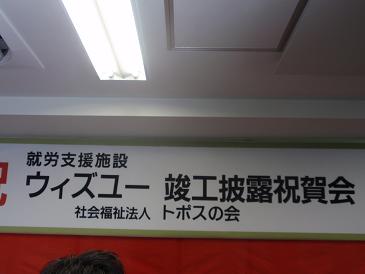 祝
就労支援施設
ウィズユー 竣工披露祝賀会
社会福祉法人 トポスの会